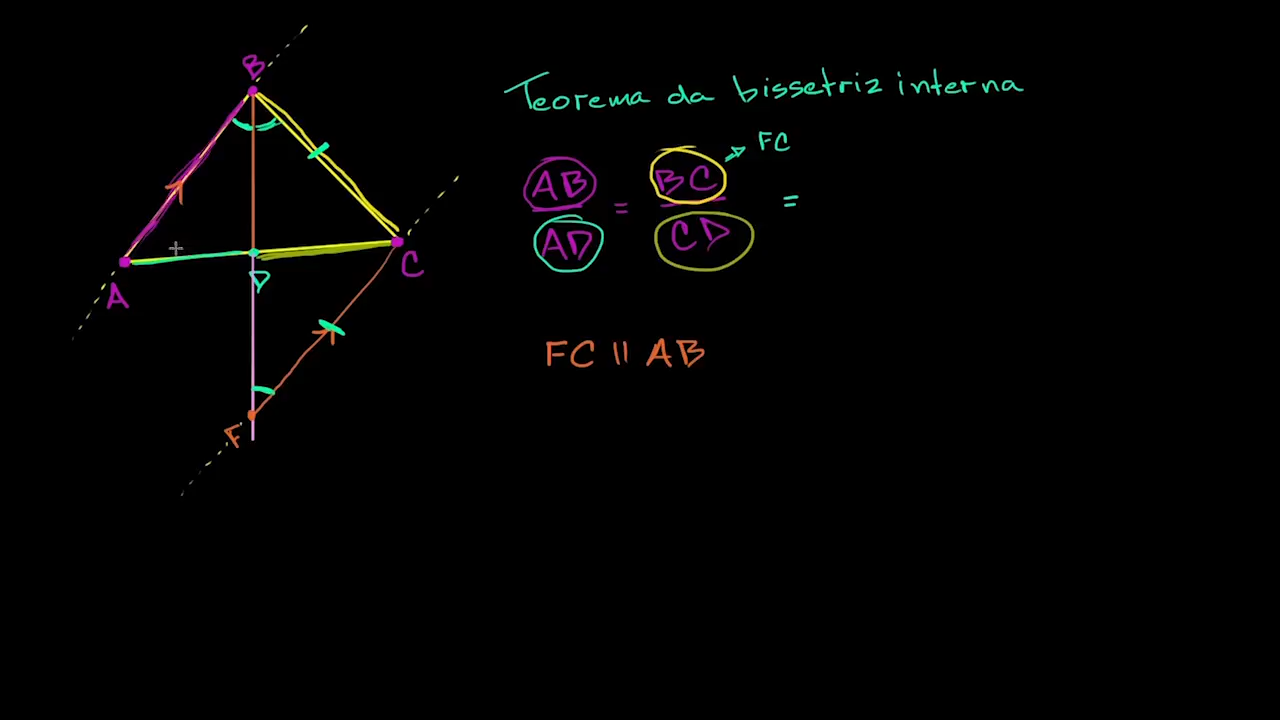 B
Teorema da bissetriz interna
FC
AB = BC =
AD CD
A
D
C
FC || AB
F